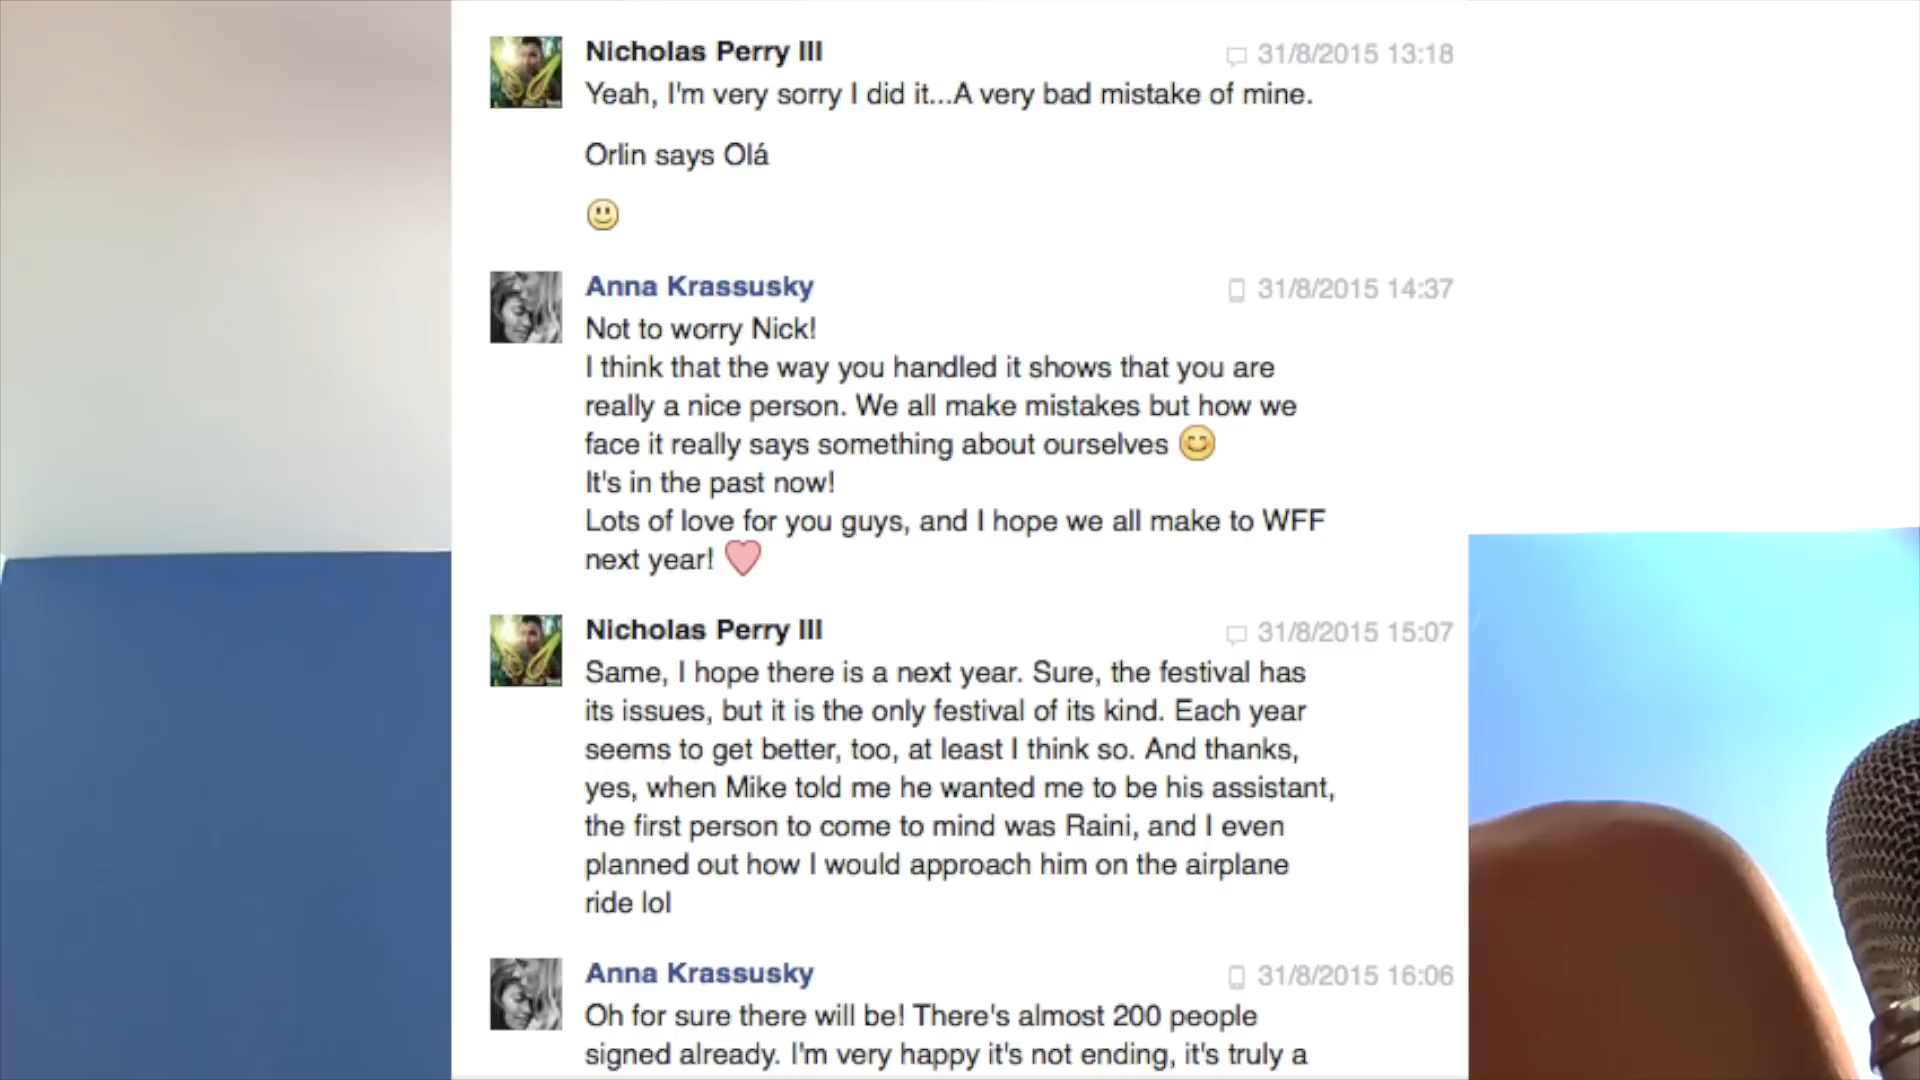 Nicholas Perry III
31/8/2015 13:18
Yeah, I'm very sorry I did it...A very bad mistake of mine.
Orlin says Olá
Anna Krassusky
31/8/2015 14:37
Not to worry Nick!
I think that the way you handled it shows that you are
really a nice person. We all make mistakes but how we
face it really says something about ourselves 😊
It's in the past now!
Lots of love for you guys, and I hope we all make to WFF
next year! ❤
Nicholas Perry III
31/8/2015 15:07
Same, I hope there is a next year. Sure, the festival has
its issues, but it is the only festival of its kind. Each year
seems to get better, too, at least I think so. And thanks,
yes, when Mike told me he wanted me to be his assistant,
the first person to come to mind was Raini, and I even
planned out how I would approach him on the airplane
ride lol
Anna Krassusky
31/8/2015 16:06
Oh for sure there will be! There's almost 200 people
signed already. I'm very happy it's not ending, it's truly a